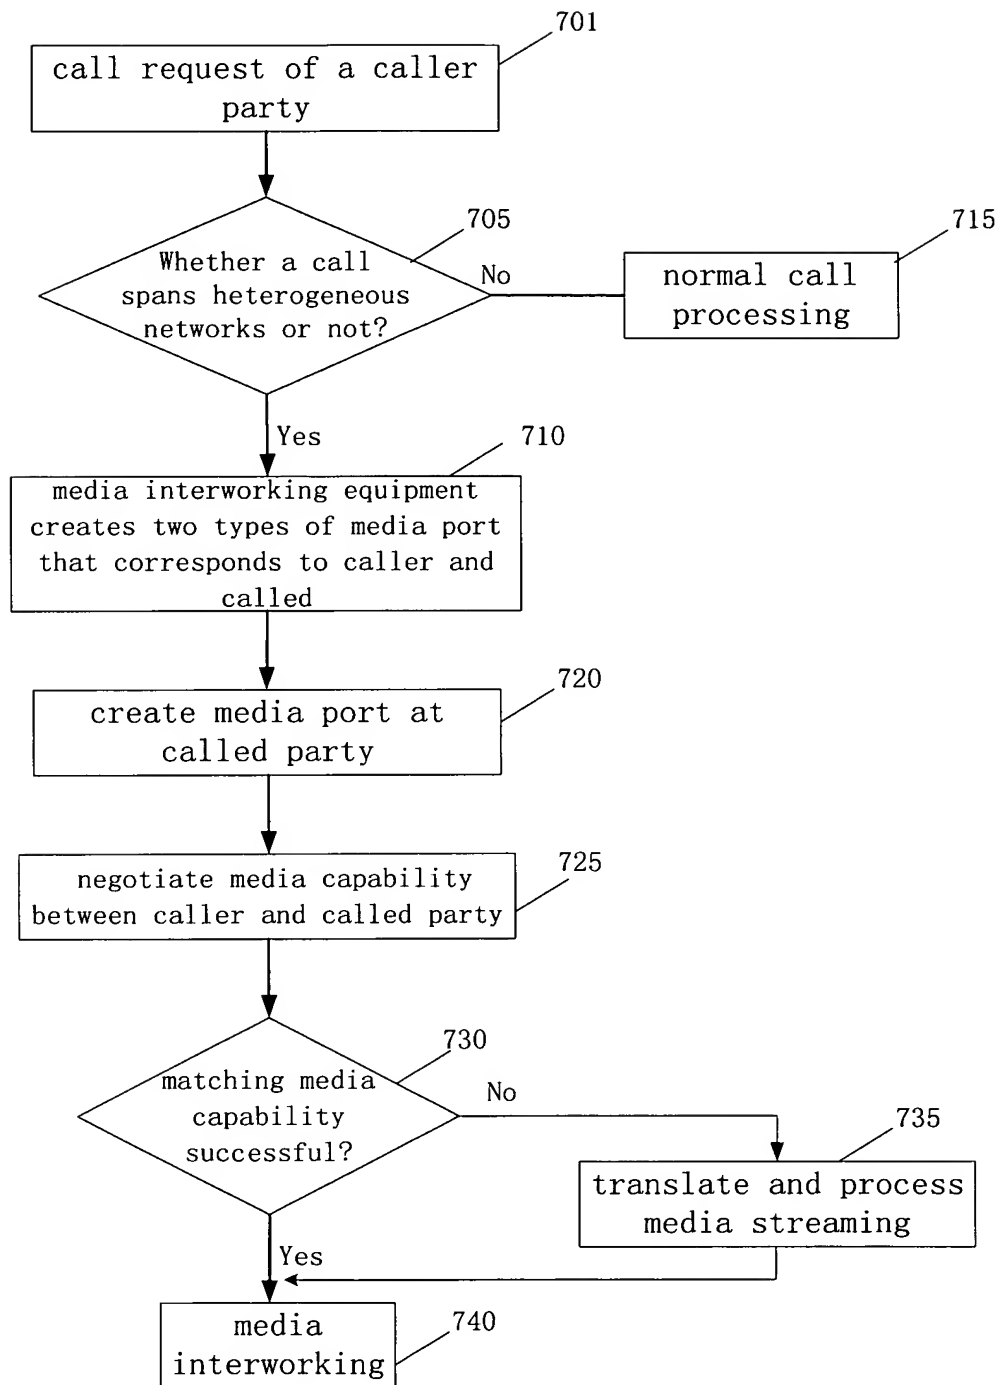 701
call request of a caller
party
705
Whether a call
spans heterogeneous
networks or not?
No
715
normal call
processing
Yes
710
media interworking equipment
creates two types of media port
that corresponds to caller and
called
720
create media port at
called party
725
negotiate media capability
between caller and called party
730
matching media
capability
successful?
No
735
translate and process
media streaming
Yes
740
media
interworking